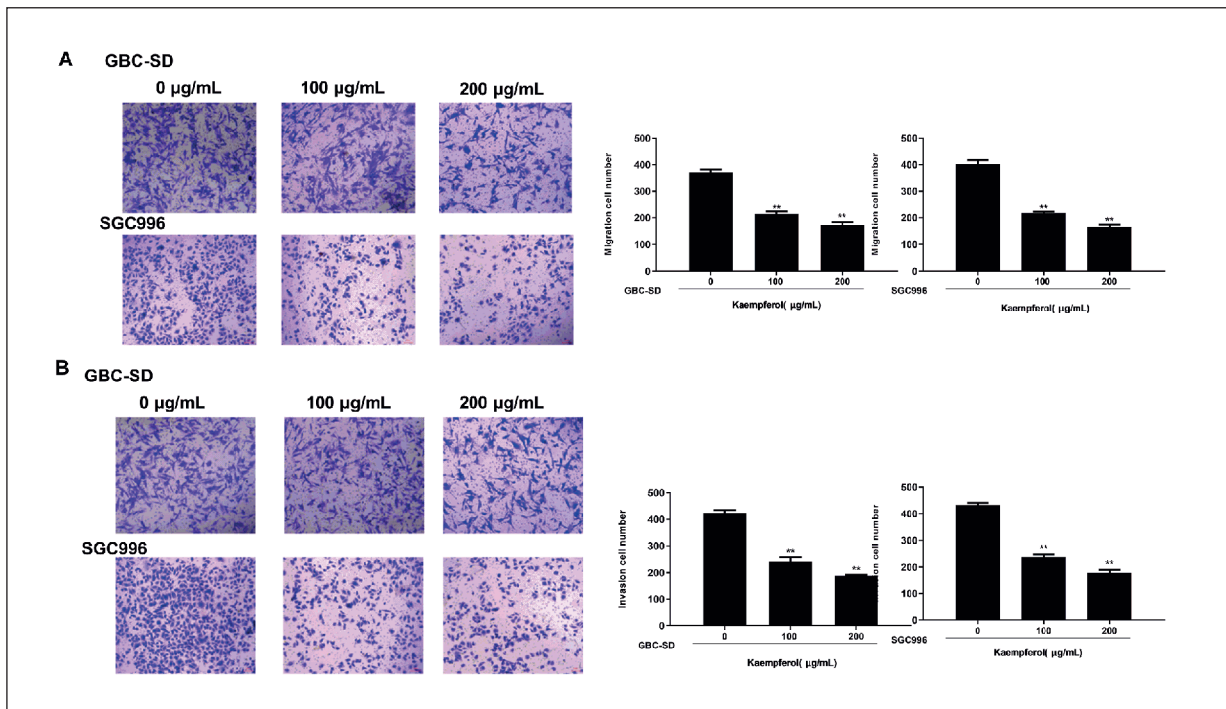 A GBC-SD
0 μg/mL 100 μg/mL 200 μg/mL
SGC996
Migration cell number
500
400
300
200
100
0
**
**
0 100 200
GBC-SD
Kaempferol( μg/mL)
Migration cell number
500
400
300
200
100
0
**
**
0 100 200
SGC996
Kaempferol( μg/mL)
B GBC-SD
0 μg/mL 100 μg/mL 200 μg/mL
SGC996
Invasion cell number
500
400
300
200
100
0
**
**
0 100 200
GBC-SD
Kaempferol( μg/mL)
cell number
500
400
300
200
100
0
**
**
0 100 200
SGC996
Kaempferol( μg/mL)